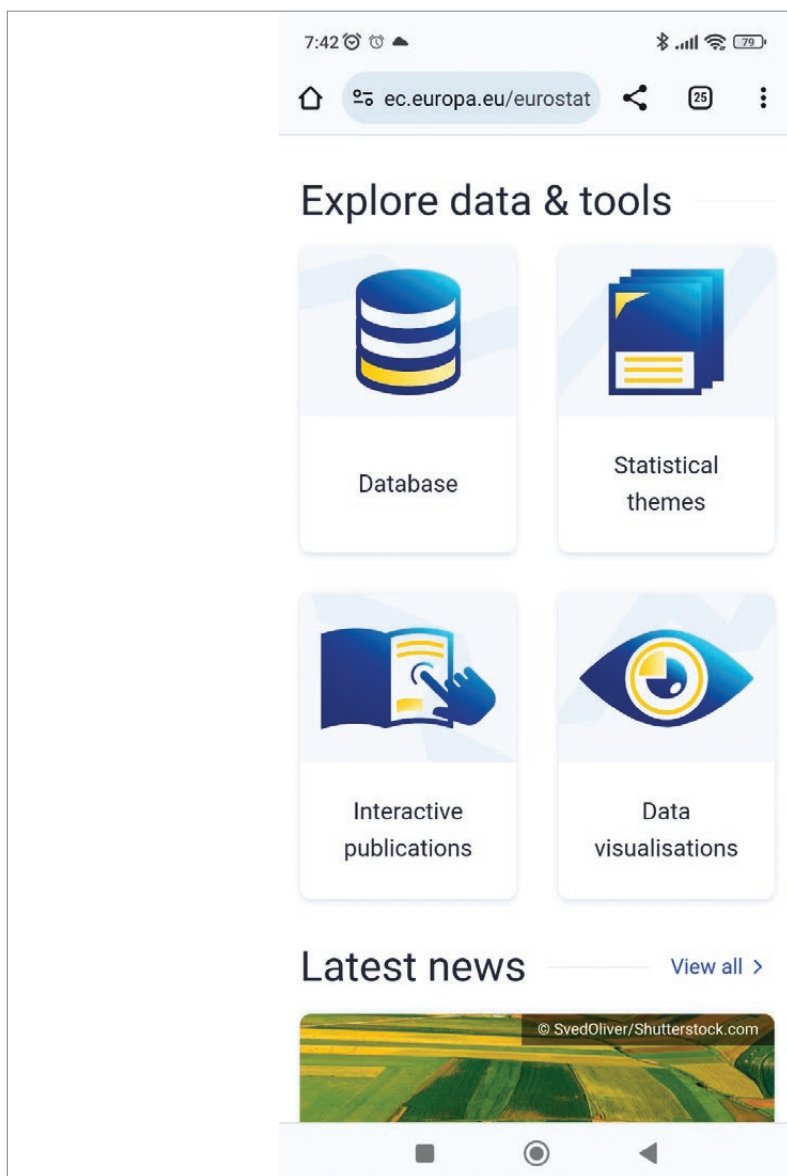 7:42
79
ec.europa.eu/eurostat
25
Explore data & tools
Database
Statistical
themes
Interactive
publications
Data
visualisations
Latest news
View all >
© SvedOliver/Shutterstock.com